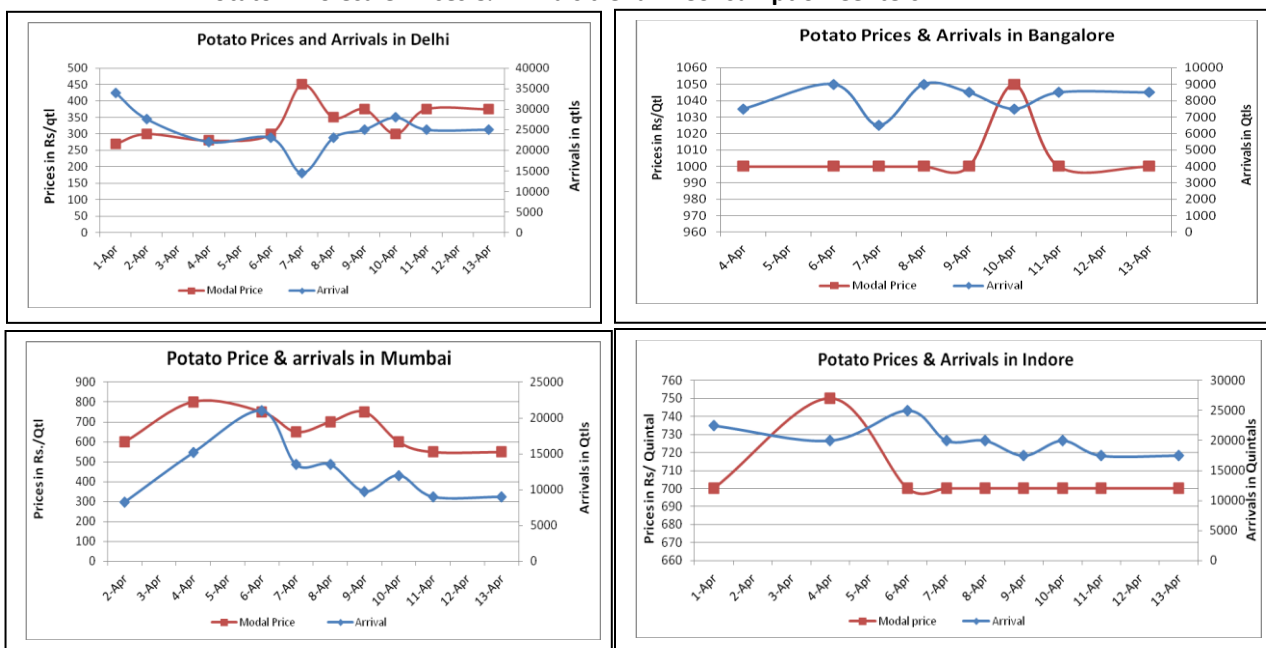 Potato Prices and Arrivals in Delhi
Prices in Rs/qtl
500
450
400
350
300
250
200
150
100
50
0
40000
35000
30000
25000
20000
15000
10000
5000
0
Arrivals in qtls
1-Apr
2-Apr
3-Apr
4-Apr
5-Apr
6-Apr
7-Apr
8-Apr
9-Apr
10-Apr
11-Apr
12-Apr
13-Apr
Modal Price Arrival
Potato Prices & Arrivals in Bangalore
Prices in Rs/Qtl
1060
1050
1040
1030
1020
1010
1000
990
980
970
960
10000
9000
8000
7000
6000
5000
4000
3000
2000
1000
0
Arrivals in Qtls
4-Apr
5-Apr
6-Apr
7-Apr
8-Apr
9-Apr
10-Apr
11-Apr
12-Apr
13-Apr
Modal Price Arrival
Potato Price & arrivals in Mumbai
Prices in Rs./Qtl
900
800
700
600
500
400
300
200
100
0
25000
20000
15000
10000
5000
0
Arrivals in Qtls
2-Apr
3-Apr
4-Apr
5-Apr
6-Apr
7-Apr
8-Apr
9-Apr
10-Apr
11-Apr
12-Apr
13-Apr
Modal Price Arrival
Potato Prices & Arrivals in Indore
Prices in Rs/ Quintal
760
750
740
730
720
710
700
690
680
670
660
30000
25000
20000
15000
10000
5000
0
Arrivals in Quintals
1-Apr
2-Apr
3-Apr
4-Apr
5-Apr
6-Apr
7-Apr
8-Apr
9-Apr
10-Apr
11-Apr
12-Apr
13-Apr
Modal price Arrival